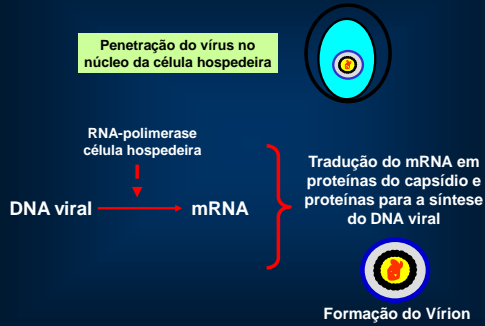 Penetração do vírus no
núcleo da célula hospedeira
RNA-polimerase
célula hospedeira
DNA viral
mRNA
Tradução do mRNA em
proteínas do capsídio e
proteínas para a síntese
do DNA viral
Formação do Vírion